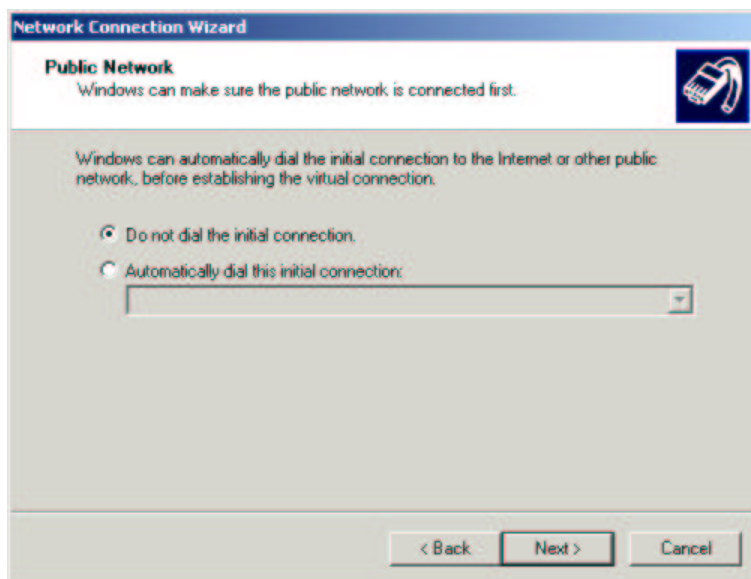 Network Connection Wizard
Public Network
Windows can make sure the public network is connected first.
Windows can automatically dial the initial connection to the Internet or other public
network, before establishing the virtual connection.
Do not dial the initial connection.
Automatically dial this initial connection:
< Back Next > Cancel